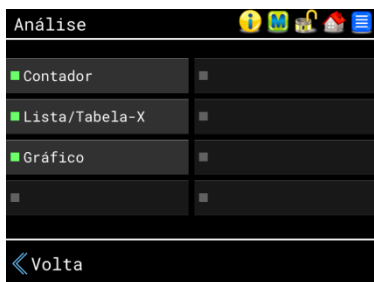 Análise
i M
Contador
Lista/Tabela-X
Gráfico
Volta